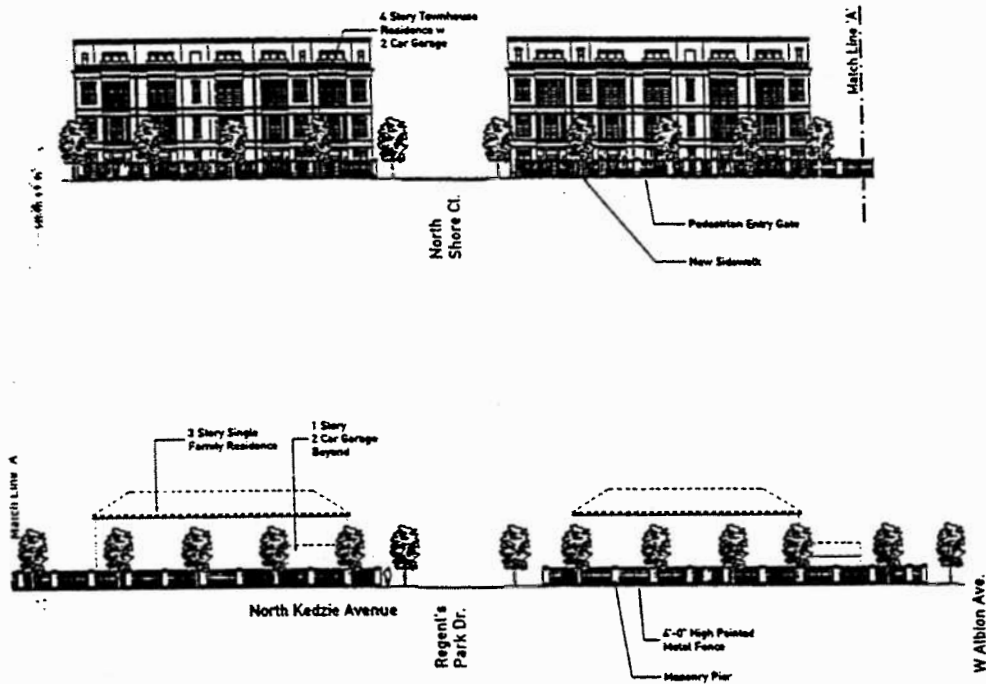 4 Story Townhouse
Residence w
2 Car Garage
Match Line 'A'
North
Shore Ct.
Pedestrian Entry Gate
New Sidewalk
3 Story Single
Family Residence
1 Story
2 Car Garage
Beyond
Match Line 'A
North Kedzie Avenue
Regent's
Park Dr.
6'-0" High Painted
Metal Fence
Masonry Pier
W Albion Ave.